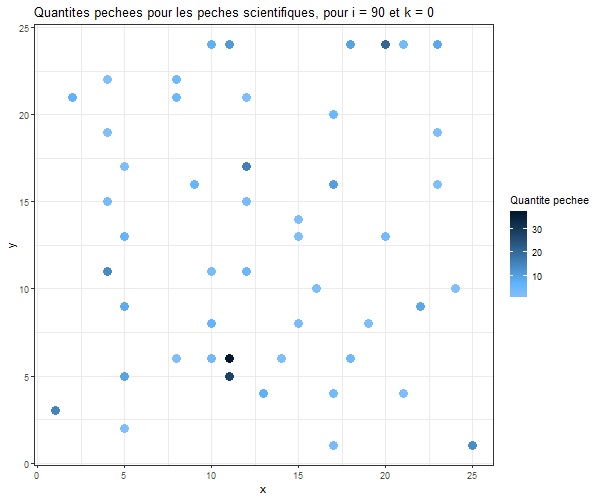 Quantites pechees pour les peches scientifiques, pour i = 90 et k = 0
25
20
15
10
5
0
y
0 5 10 15 20 25
x
Quantite pechee
30
20
10